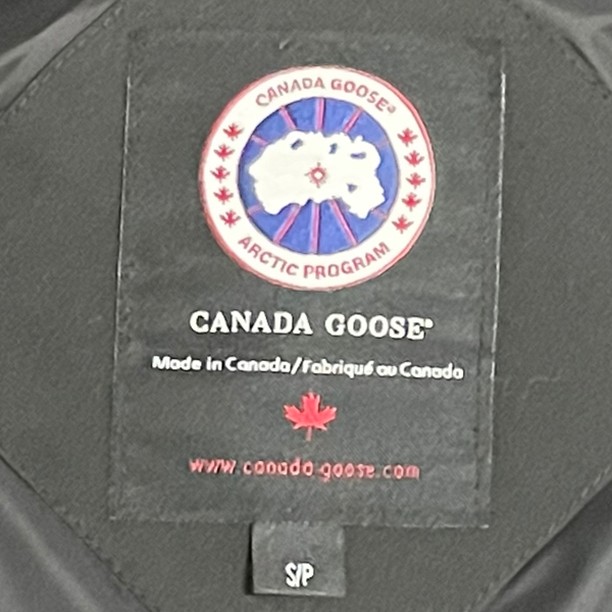 CANADA GOOSE®
ARCTIC PROGRAM
CANADA GOOSE®
Made in Canada/Fabriqué au Canada
www.canada-goose.com
S/P